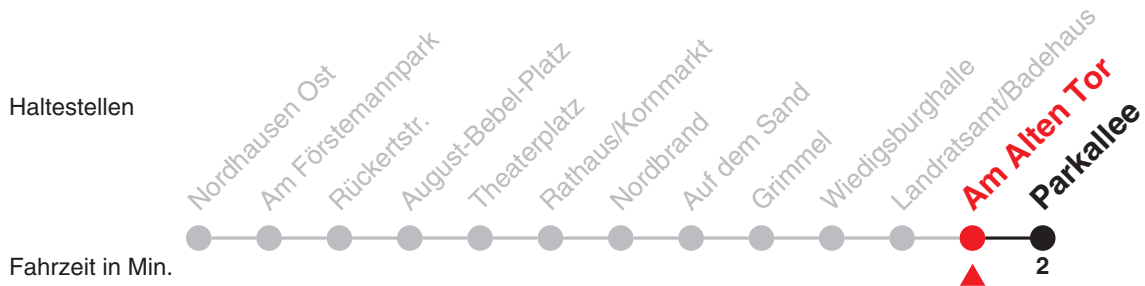 Haltestellen
Nordhausen Ost
Am Förstemannpark
Rückertstr.
August-Bebel-Platz
Theaterplatz
Rathaus/Kornmarkt
Nordbrand
Auf dem Sand
Grimmel
Wiedigsburghalle
Landratsamt/Badehaus
Am Alten Tor
Parkallee
Fahrzeit in Min.
2